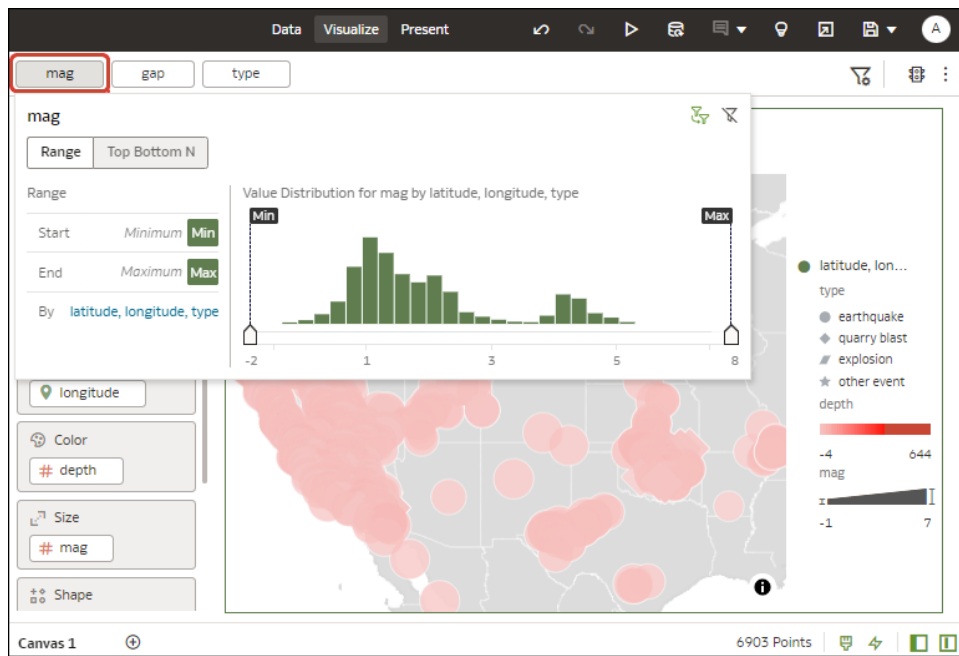 Data Visualize Present A
mag gap type
mag
Range Top Bottom N
Range
Value Distribution for mag by latitude, longitude, type
Min Max
Start Minimum Min
End Maximum Max
By latitude, longitude, type
-2 1 3 5 8
longitude
Color
# depth
Size
# mag
Shape
latitude, lon...
type
earthquake
quarry blast
explosion
other event
depth
-4 644
mag
-1 7
Canvas 1
6903 Points